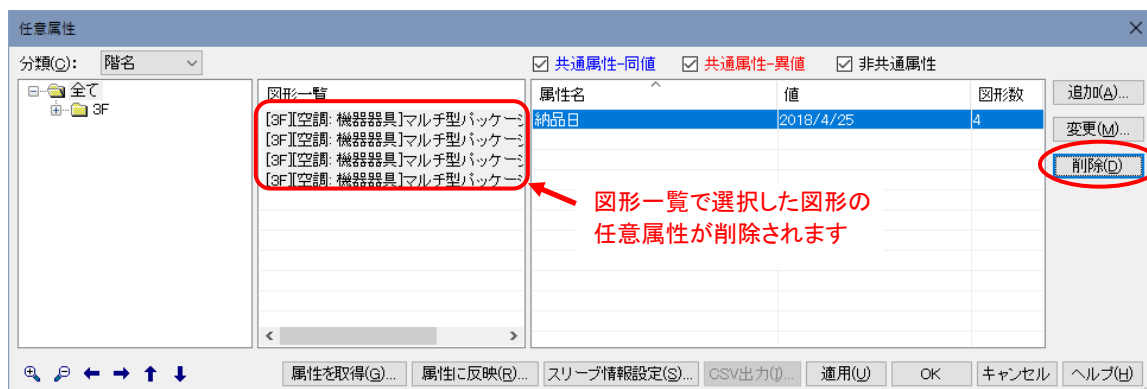 任意属性
分類(C): 階名
共通属性-同値 共通属性-異値 非共通属性
全て
3F
図形一覧
[3F][空調: 機器器具]マルチ型パッケージ
[3F][空調: 機器器具]マルチ型パッケージ
[3F][空調: 機器器具]マルチ型パッケージ
[3F][空調: 機器器具]マルチ型パッケージ
属性名 値 図形数
納品日 2018/4/25 4
追加(A)...
変更(M)...
削除(D)
図形一覧で選択した図形の
任意属性が削除されます
属性を取得(G)... 属性に反映(R)... スリーブ情報設定(S)... CSV出力(I)... 適用(U) OK キャンセル ヘルプ(H)